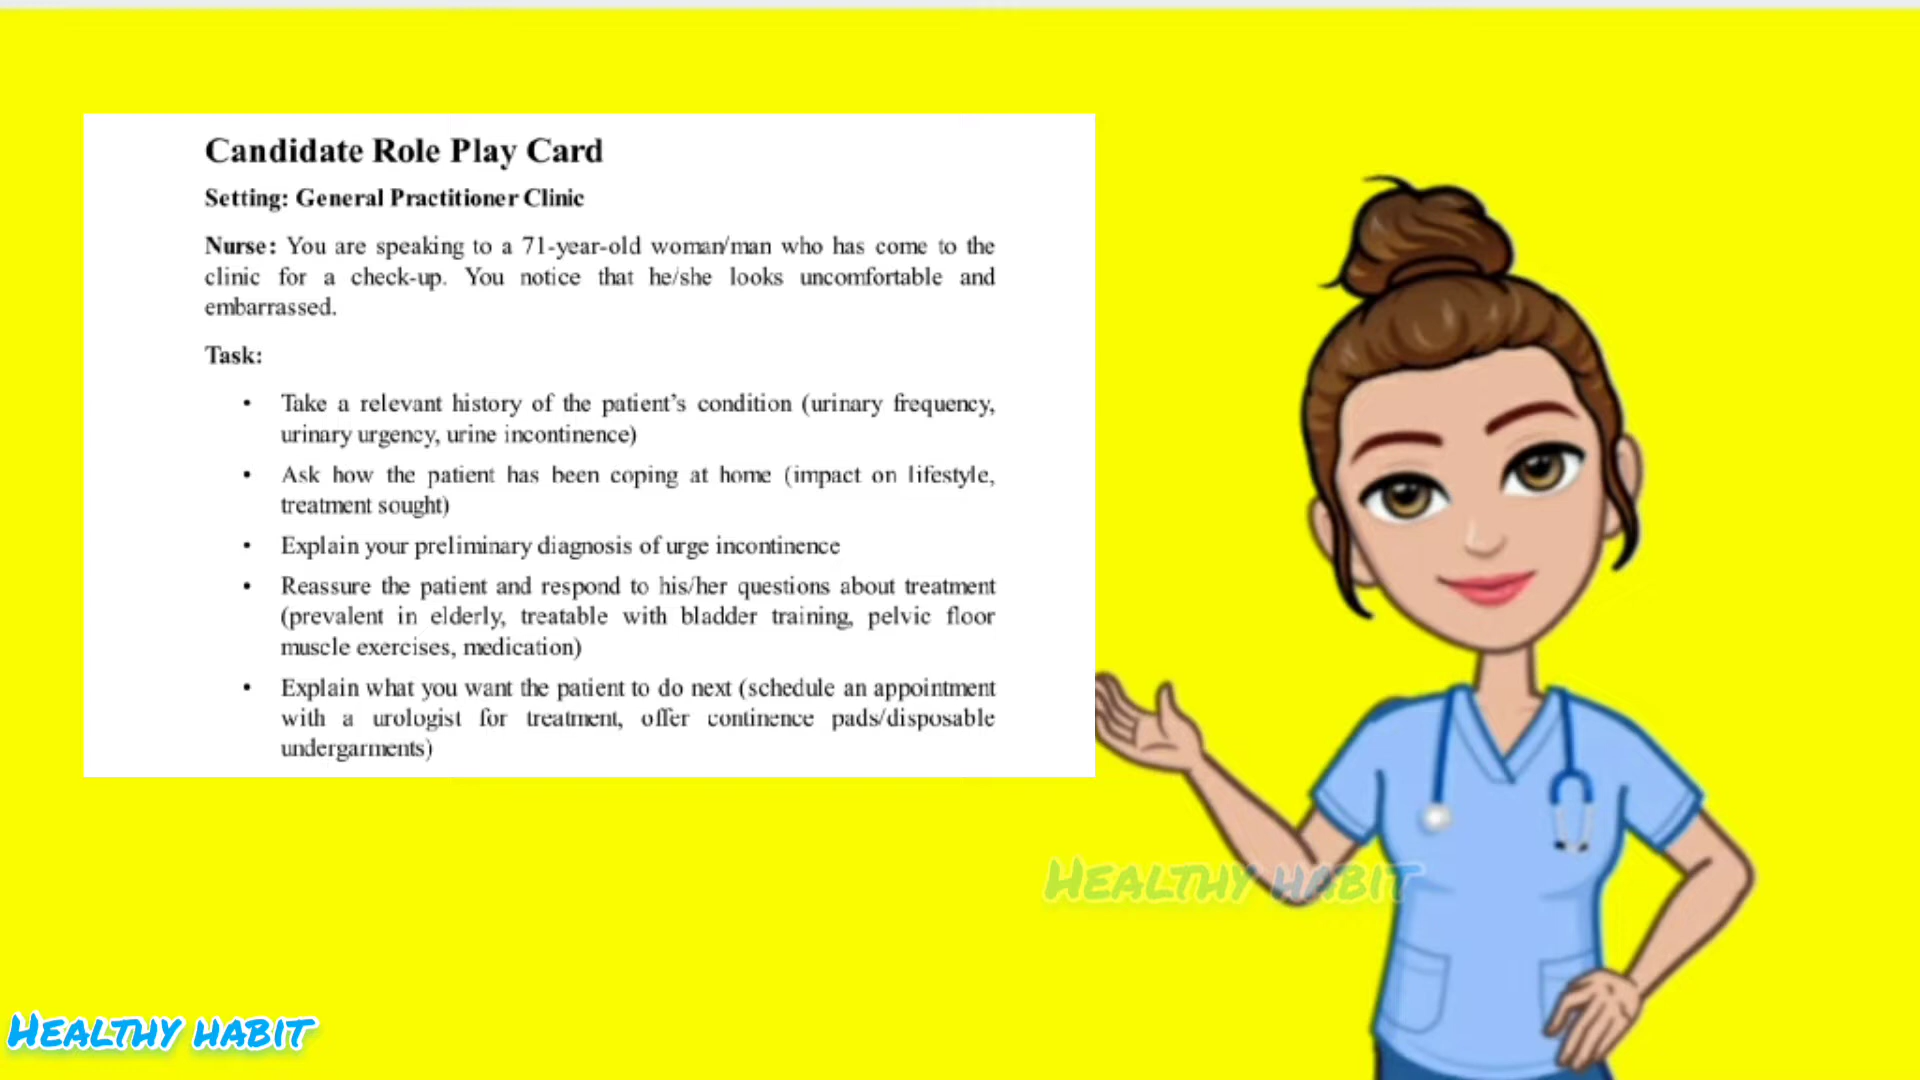 Candidate Role Play Card
Setting: General Practitioner Clinic
Nurse: You are speaking to a 71-year-old woman/man who has come to the
clinic for a check-up. You notice that he/she looks uncomfortable and
embarrassed.
Task:
• Take a relevant history of the patient’s condition (urinary frequency,
urinary urgency, urine incontinence)
• Ask how the patient has been coping at home (impact on lifestyle,
treatment sought)
• Explain your preliminary diagnosis of urge incontinence
• Reassure the patient and respond to his/her questions about treatment
(prevalent in elderly, treatable with bladder training, pelvic floor
muscle exercises, medication)
• Explain what you want the patient to do next (schedule an appointment
with a urologist for treatment, offer continence pads/disposable
undergarments)
HEALTHY HABIT
HEALTHY HABIT